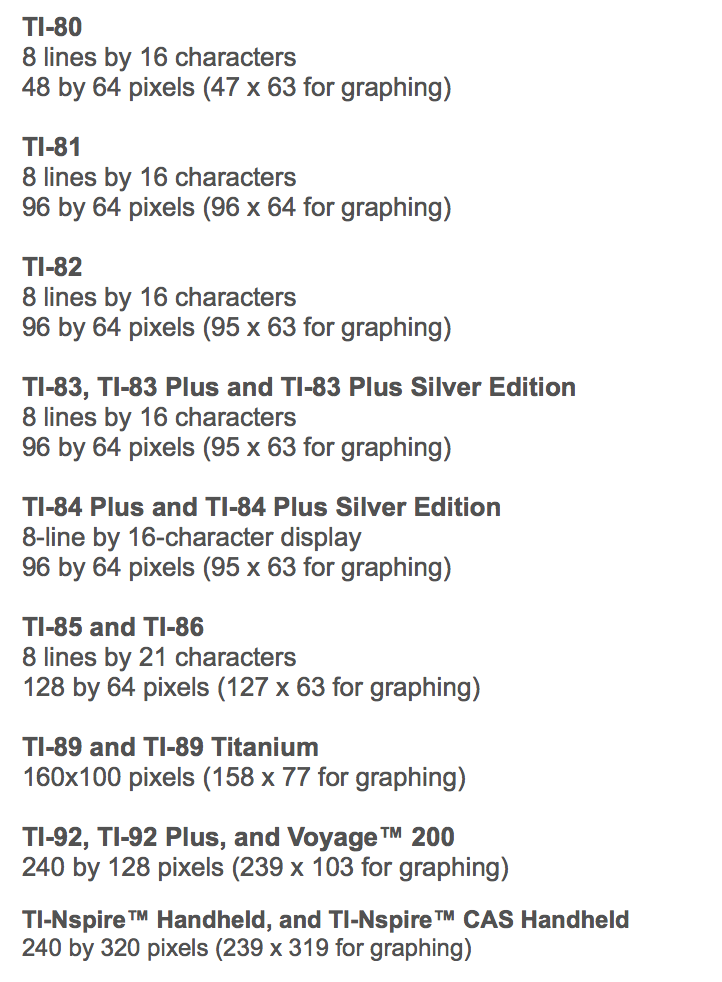 TI-80
8 lines by 16 characters
48 by 64 pixels (47 x 63 for graphing)
TI-81
8 lines by 16 characters
96 by 64 pixels (96 x 64 for graphing)
TI-82
8 lines by 16 characters
96 by 64 pixels (95 x 63 for graphing)
TI-83, TI-83 Plus and TI-83 Plus Silver Edition
8 lines by 16 characters
96 by 64 pixels (95 x 63 for graphing)
TI-84 Plus and TI-84 Plus Silver Edition
8-line by 16-character display
96 by 64 pixels (95 x 63 for graphing)
TI-85 and TI-86
8 lines by 21 characters
128 by 64 pixels (127 x 63 for graphing)
TI-89 and TI-89 Titanium
160x100 pixels (158 x 77 for graphing)
TI-92, TI-92 Plus, and Voyage™ 200
240 by 128 pixels (239 x 103 for graphing)
TI-Nspire™ Handheld, and TI-Nspire™ CAS Handheld
240 by 320 pixels (239 x 319 for graphing)